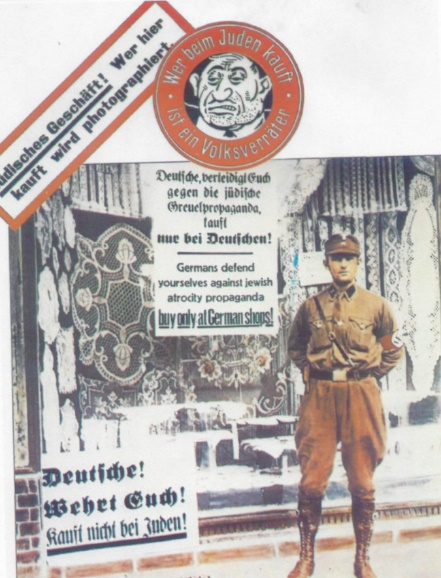 Jüdisches Geschäft! Wer hier
kauft wird photographiert.
Wer beim Juden kauft
ist ein Volksverräter
Deutsche, verteidigt Euch
gegen die jüdische
Greuelpropaganda,
kauft
nur bei Deutschen!
Germans defend
yourselves against jewish
atrocity propaganda
buy only at German shops!
Deutsche!
Wehrt Euch!
Kauft nicht bei Juden!